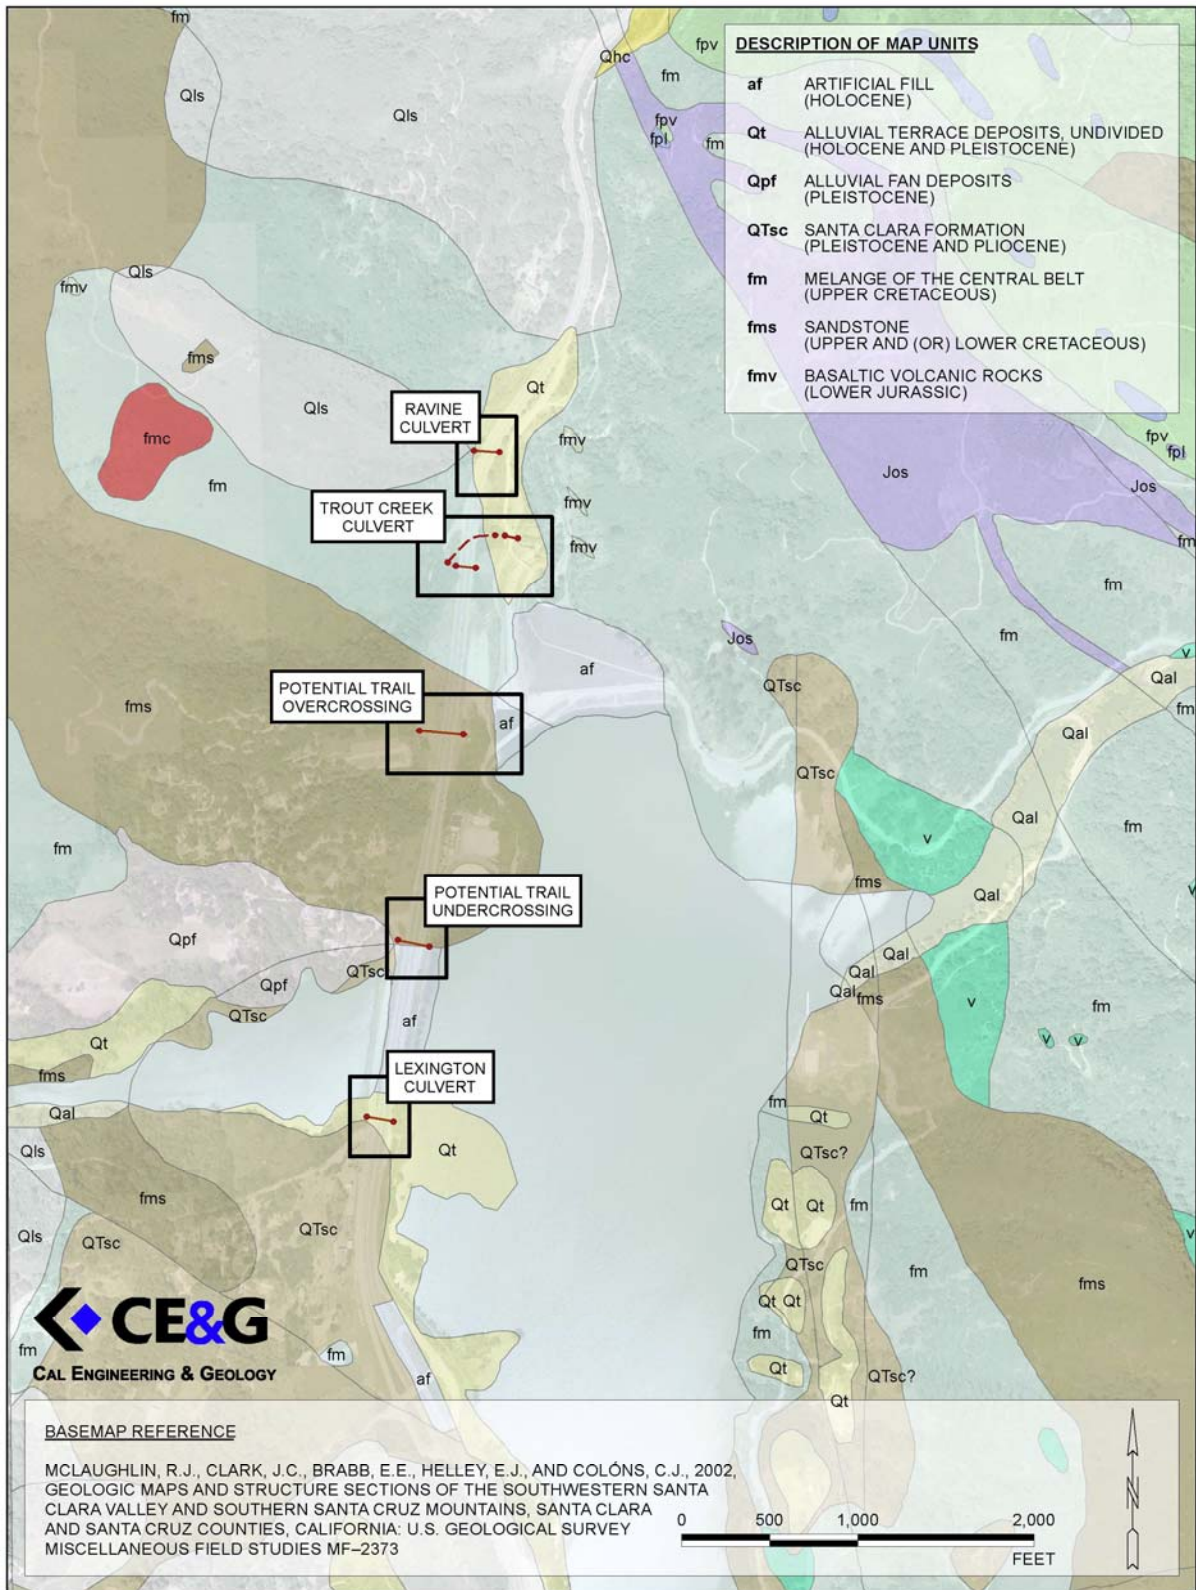 fm
Qls
Qls
Qhc
fpv
fm
fpv
fpl
fm
DESCRIPTION OF MAP UNITS
af ARTIFICIAL FILL
(HOLOCENE)
Qt ALLUVIAL TERRACE DEPOSITS, UNDIVIDED
(HOLOCENE AND PLEISTOCENE)
Qpf ALLUVIAL FAN DEPOSITS
(PLEISTOCENE)
QTsc SANTA CLARA FORMATION
(PLEISTOCENE AND PLIOCENE)
fm MELANGE OF THE CENTRAL BELT
(UPPER CRETACEOUS)
fms SANDSTONE
(UPPER AND (OR) LOWER CRETACEOUS)
fmv BASALTIC VOLCANIC ROCKS
(LOWER JURASSIC)
Qls
fmv
fms
Qls
fmc
fm
Qt
RAVINE
CULVERT
fmv
fpv
fpl
Jos
Jos
TROUT CREEK
CULVERT
fmv
fmv
fm
fm
fm
Jos
v
af
QTsc
Qal
fm
POTENTIAL TRAIL
OVERCROSSING
fms
af
Qal
QTsc
Qal
fm
v
fm
fms
Qal
v
POTENTIAL TRAIL
UNDERCROSSING
Qpf
QTsc
Qal
Qal
Qal
fms
Qpf
QTsc
af
v
fm
v
v
Qt
fms
LEXINGTON
CULVERT
Qal
fm
Qt
Qls
Qt
QTsc?
fms
Qt
Qt
fm
QTsc
Qls
QTsc
v
QTsc
fm
fms
Qt
Qt
fm
fm
fm
Qt
QTsc?
af
Qt
CE&G
CAL ENGINEERING & GEOLOGY
BASEMAP REFERENCE
MCLAUGHLIN, R.J., CLARK, J.C., BRABB, E.E., HELLEY, E.J., AND COLÓNS, C.J., 2002,
GEOLOGIC MAPS AND STRUCTURE SECTIONS OF THE SOUTHWESTERN SANTA
CLARA VALLEY AND SOUTHERN SANTA CRUZ MOUNTAINS, SANTA CLARA
AND SANTA CRUZ COUNTIES, CALIFORNIA: U.S. GEOLOGICAL SURVEY
MISCELLANEOUS FIELD STUDIES MF–2373
0 500 1,000 2,000
FEET
N